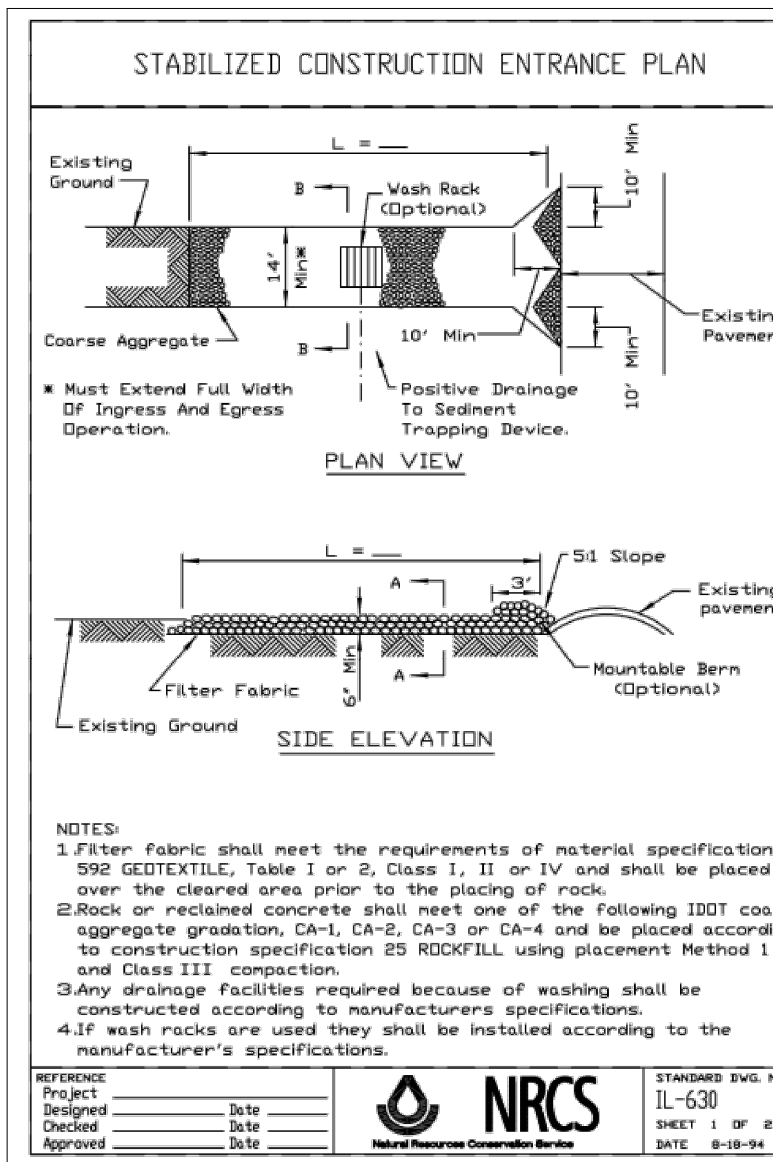 STABILIZED CONSTRUCTION ENTRANCE PLAN
L = ___
Existing
Ground
B
Wash Rack
(Optional)
10' Min
14'
Min*
Coarse Aggregate
B
10' Min
Existin
Pavemen
10' Min
* Must Extend Full Width
Of Ingress And Egress
Operation.
Positive Drainage
To Sediment
Trapping Device.
PLAN VIEW
L = ___
5:1 Slope
A
3'
Existing
pavemen
Filter Fabric
6" Min
A
Mountable Berm
(Optional)
Existing Ground
SIDE ELEVATION
NOTES:
1.Filter fabric shall meet the requirements of material specification
592 GEOTEXTILE, Table I or 2, Class I, II or IV and shall be placed
over the cleared area prior to the placing of rock.
2.Rock or reclaimed concrete shall meet one of the following IDOT coa
aggregate gradation, CA-1, CA-2, CA-3 or CA-4 and be placed accordi
to construction specification 25 ROCKFILL using placement Method 1
and Class III compaction.
3.Any drainage facilities required because of washing shall be
constructed according to manufacturers specifications.
4.If wash racks are used they shall be installed according to the
manufacturer's specifications.
REFERENCE
Project
Designed Date
Checked Date
Approved Date
NRCS
Natural Resources Conservation Service
STANDARD DWG. N
IL-630
SHEET 1 OF 2
DATE 8-18-94